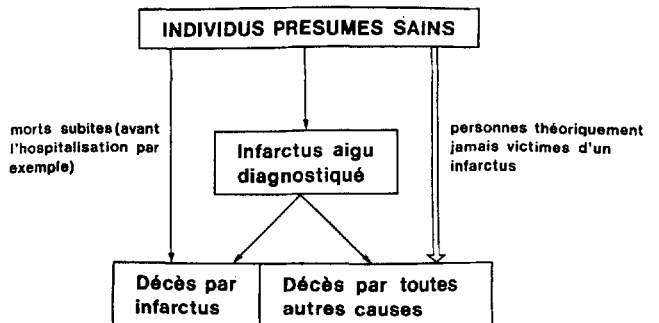 INDIVIDUS PRESUMES SAINS
morts subites(avant
l'hospitalisation par
exemple)
Infarctus aigu
diagnostiqué
personnes théoriquement
jamais victimes d'un
infarctus
Décès par
infarctus
Décès par toutes
autres causes